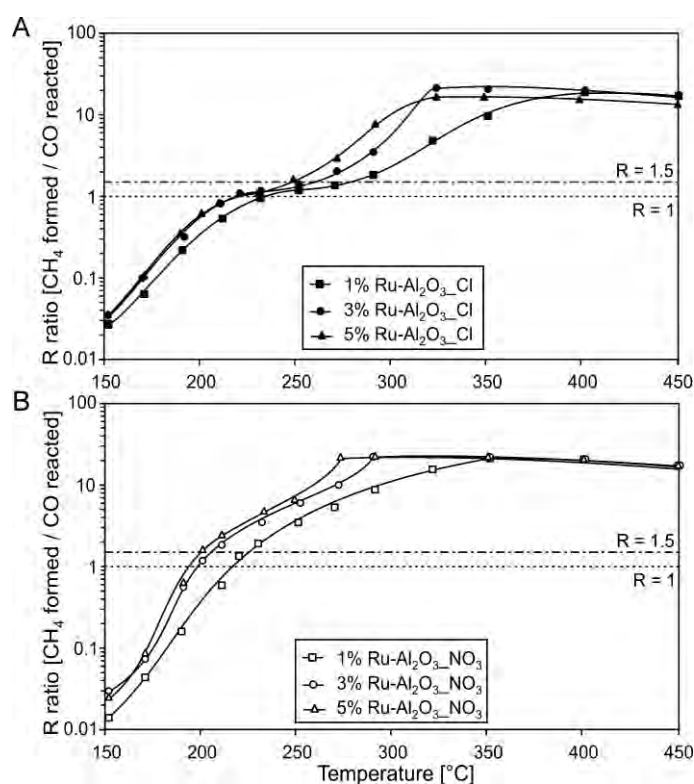 A
R ratio [CH₄ formed / CO reacted]
100
10
1
0.1
0.01
R = 1.5
R = 1
1% Ru-Al₂O₃_Cl
3% Ru-Al₂O₃_Cl
5% Ru-Al₂O₃_Cl
150 200 250 300 350 400 450
B
R ratio [CH₄ formed / CO reacted]
100
10
1
0.1
0.01
R = 1.5
R = 1
1% Ru-Al₂O₃_NO₃
3% Ru-Al₂O₃_NO₃
5% Ru-Al₂O₃_NO₃
150 200 250 300 350 400 450
Temperature [°C]